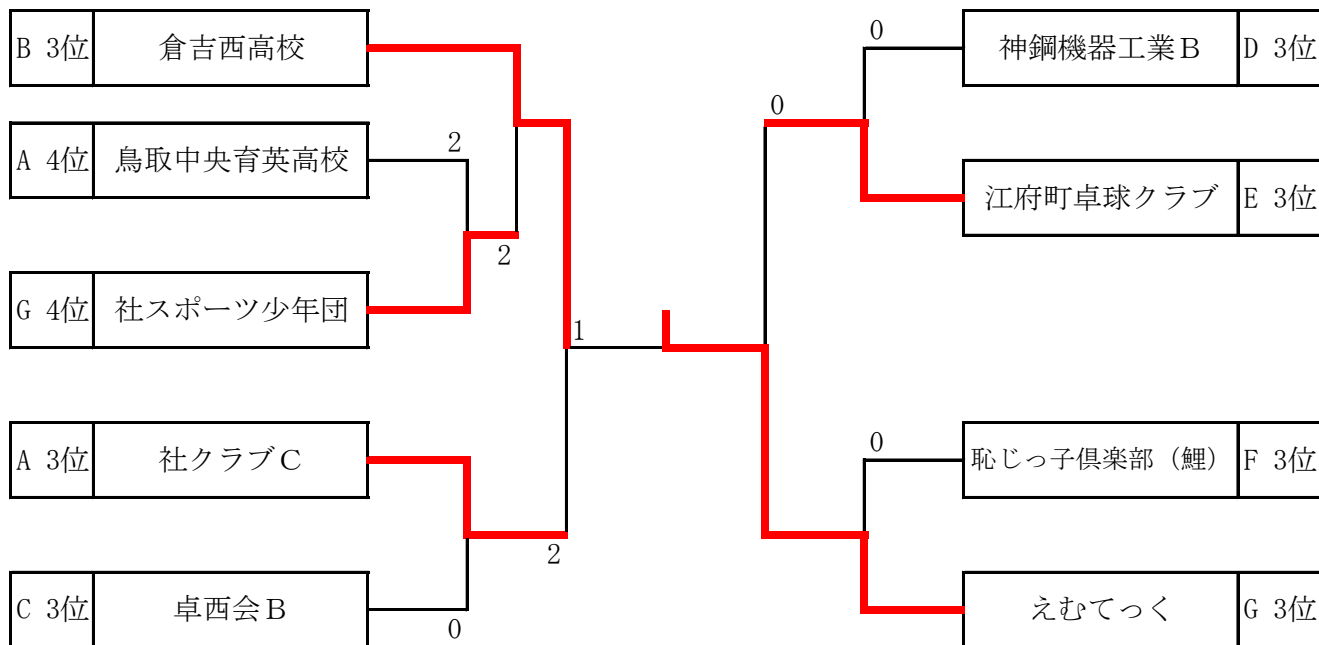 B 3位 倉吉西高校
A 4位 鳥取中央育英高校
G 4位 社スポーツ少年団
A 3位 社クラブC
C 3位 卓西会B
2
2
1
2
0
0
0
0
神鋼機器工業B D 3位
江府町卓球クラブ E 3位
恥じっ子倶楽部（鯉） F 3位
えむてっく G 3位